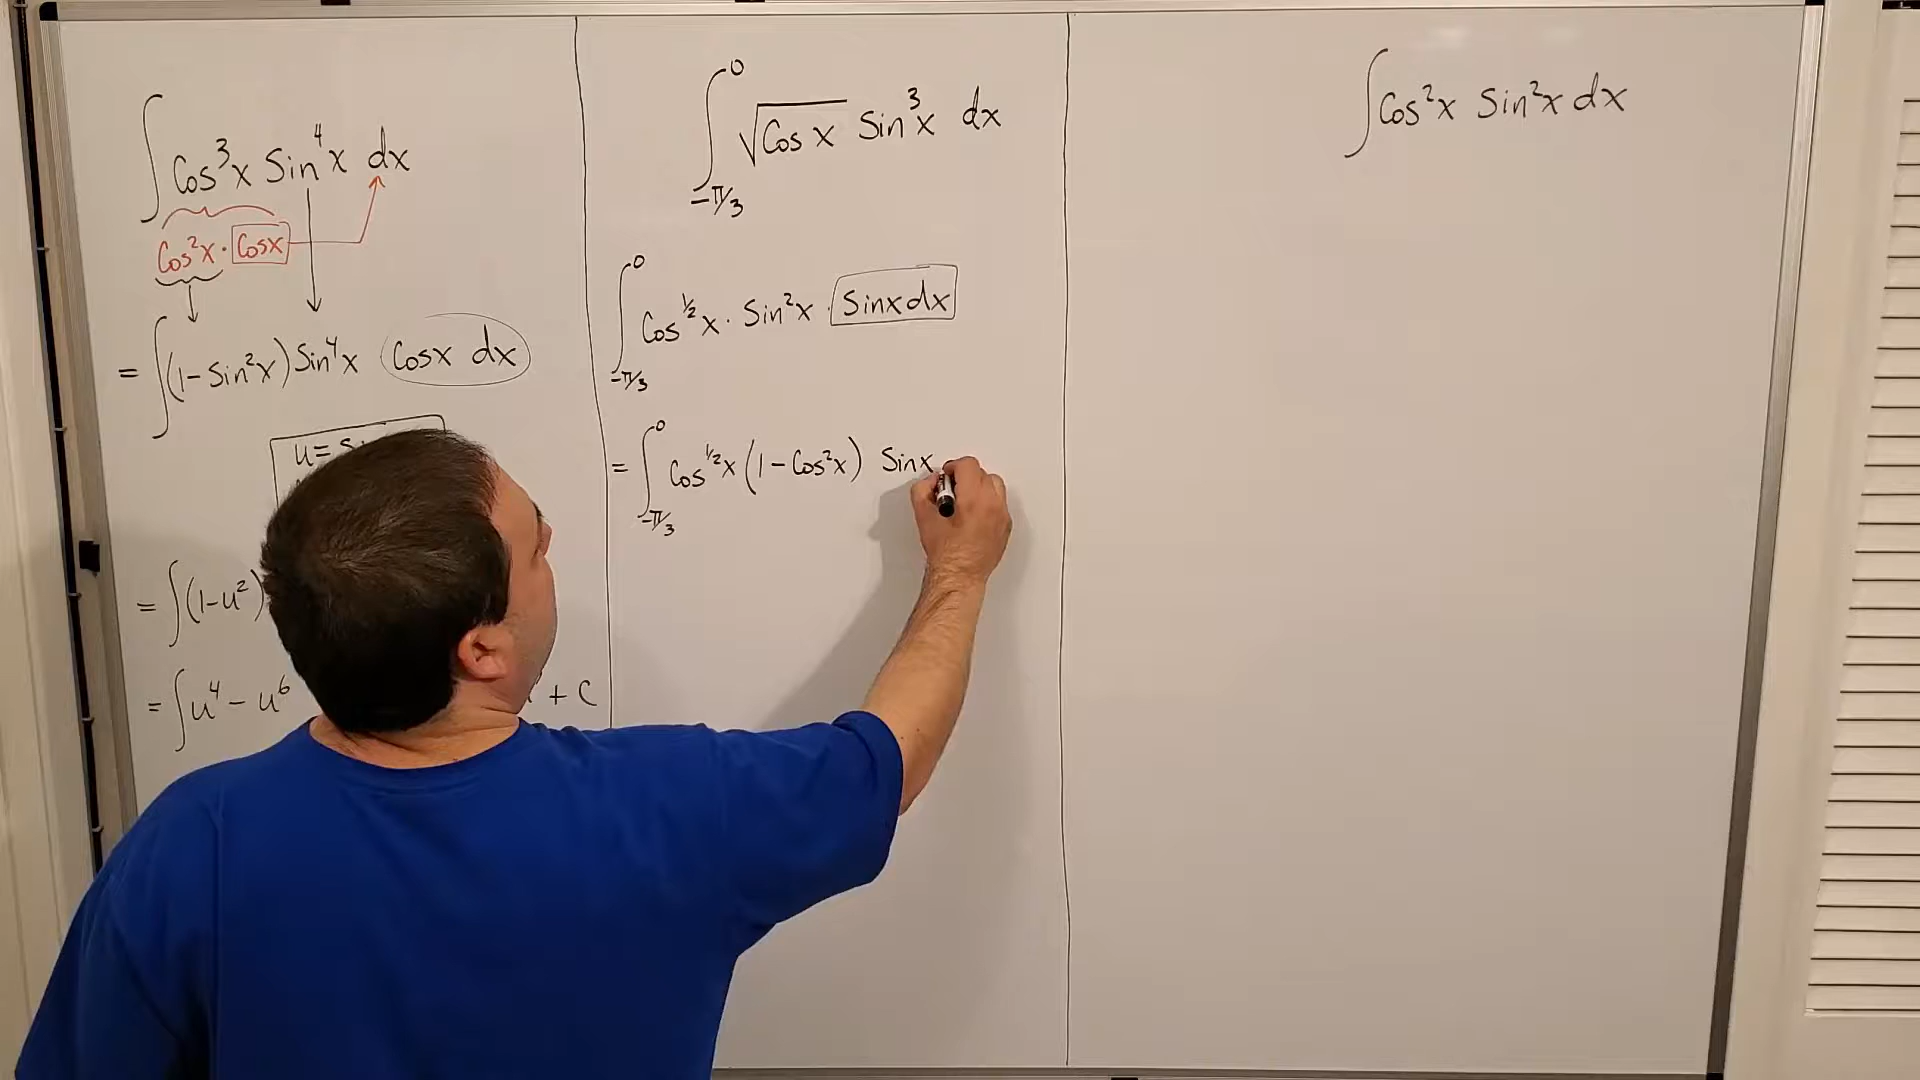 ∫ Cos³x Sin⁴x dx
Cos²x · Cosx
= ∫ (1 - Sin²x) Sin⁴x Cosx dx
u =
= ∫ (1-u²)
= ∫ u⁴ - u⁶ + C
∫_{-π/3}^{0} √Cos x Sin³x dx
∫_{-π/3}^{0} Cos^{1/2}x · Sin²x · Sinx dx
= ∫_{-π/3}^{0} Cos^{1/2}x (1 - Cos²x) Sinx
∫ Cos²x Sin²x dx